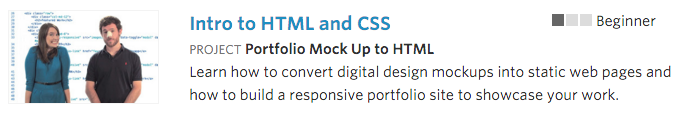 Intro to HTML and CSS
Beginner
PROJECT Portfolio Mock Up to HTML
Learn how to convert digital design mockups into static web pages and
how to build a responsive portfolio site to showcase your work.